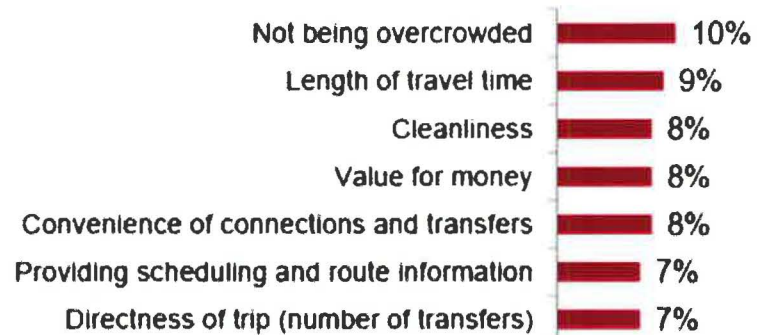 Not being overcrowded 10%
Length of travel time 9%
Cleanliness 8%
Value for money 8%
Convenience of connections and transfers 8%
Providing scheduling and route information 7%
Directness of trip (number of transfers) 7%